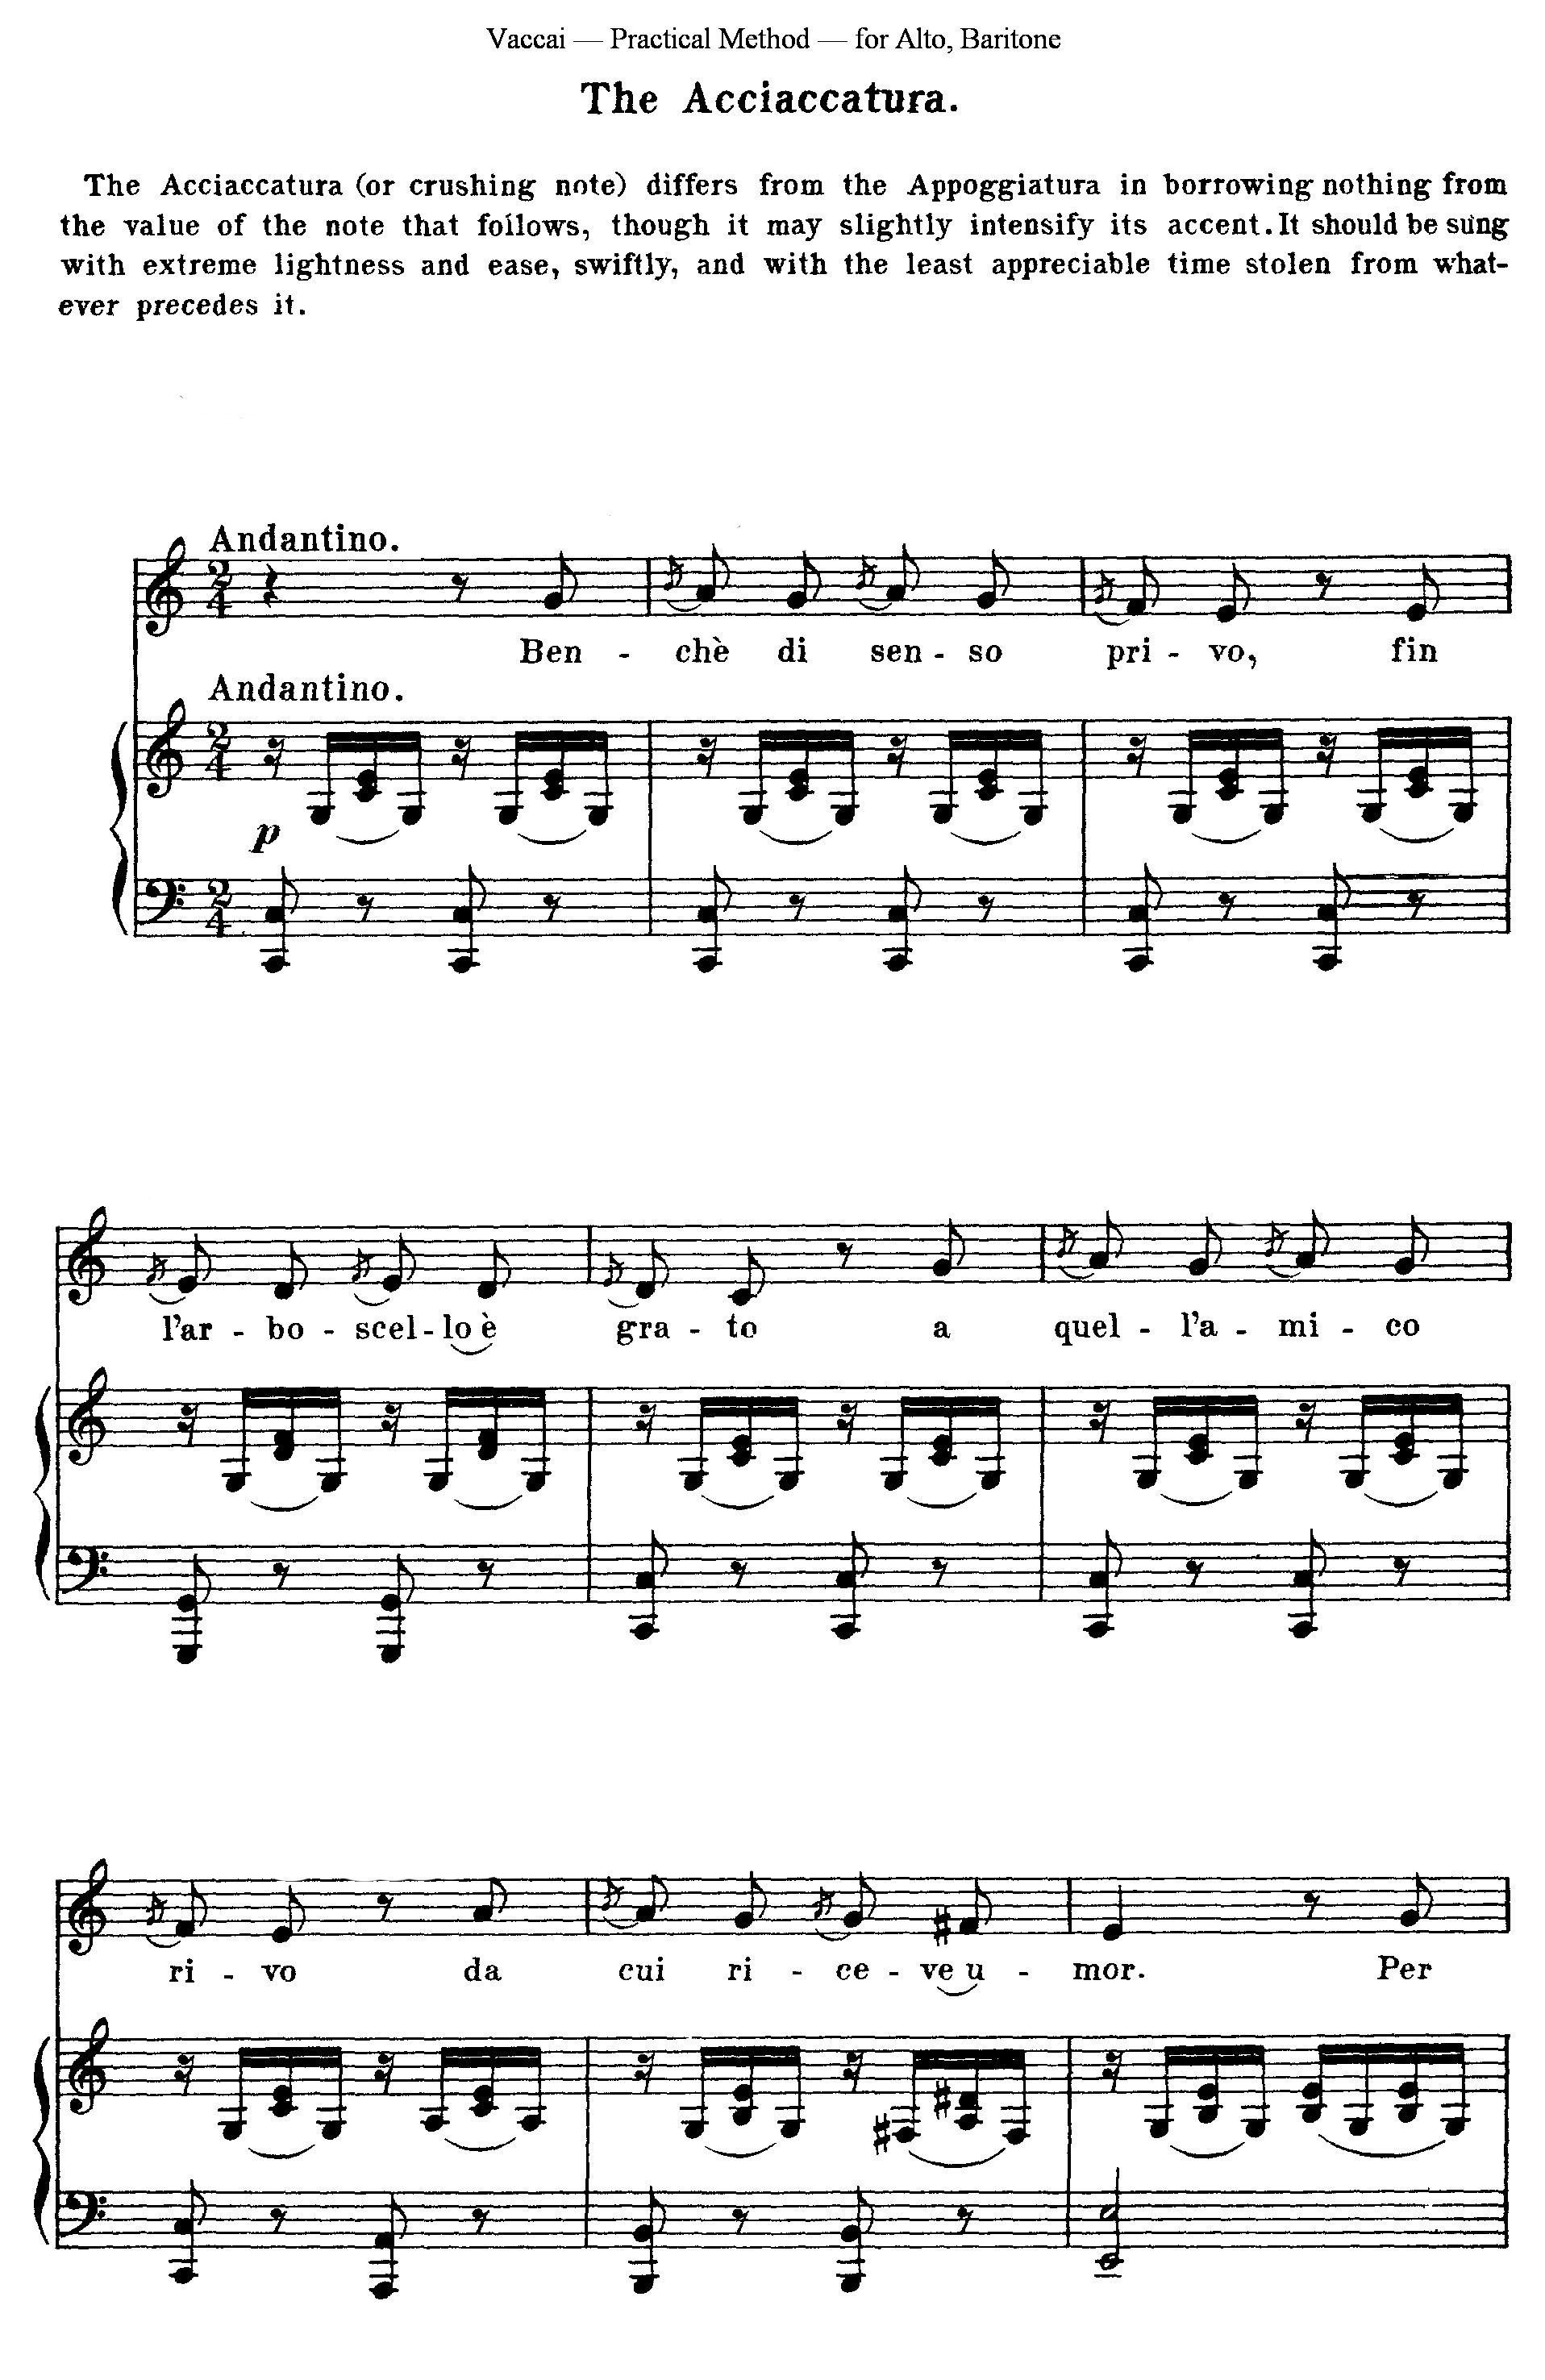 Vaccai — Practical Method — for Alto, Baritone
The Acciaccatura.
The Acciaccatura (or crushing note) differs from the Appoggiatura in borrowing nothing from
the value of the note that follows, though it may slightly intensify its accent. It should be sung
with extreme lightness and ease, swiftly, and with the least appreciable time stolen from what-
ever precedes it.
Andantino.
2/4
Ben - chè di sen - so pri - vo, fin
Andantino.
2/4
p
2/4
l'ar - bo - scel - lo è gra - to a quel - l'a - mi - co
ri - vo da cui ri - ce - ve u - mor. Per